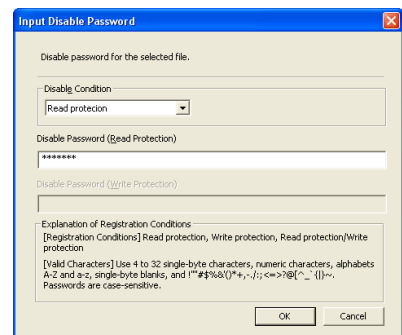 Input Disable Password
Disable password for the selected file.
Disable Condition
Read protecion
Disable Password (Read Protection)
*******
Disable Password (Write Protection)
Explanation of Registration Conditions
[Registration Conditions] Read protection, Write protection, Read protection/Write
protection
[Valid Characters] Use 4 to 32 single-byte characters, numeric characters, alphabets
A-Z and a-z, single-byte blanks, and !""#$%&'()*+,-./:;<=>?@[^_`{|}~.
Passwords are case-sensitive.
OK Cancel